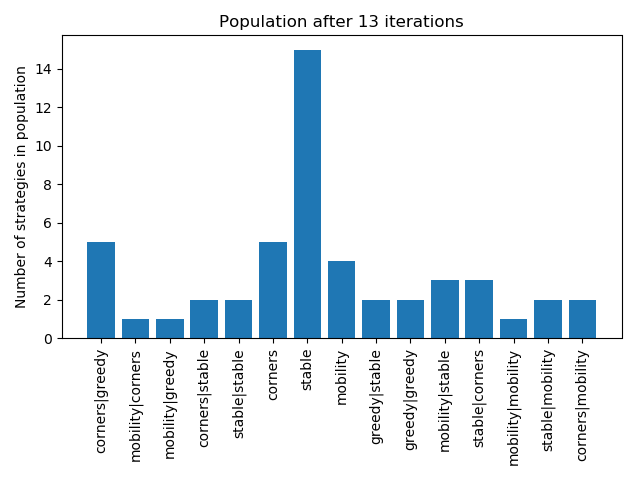 Population after 13 iterations
Number of strategies in population
14
12
10
8
6
4
2
0
corners|greedy
mobility|corners
mobility|greedy
corners|stable
stable|stable
corners
stable
mobility
greedy|stable
greedy|greedy
mobility|stable
stable|corners
mobility|mobility
stable|mobility
corners|mobility